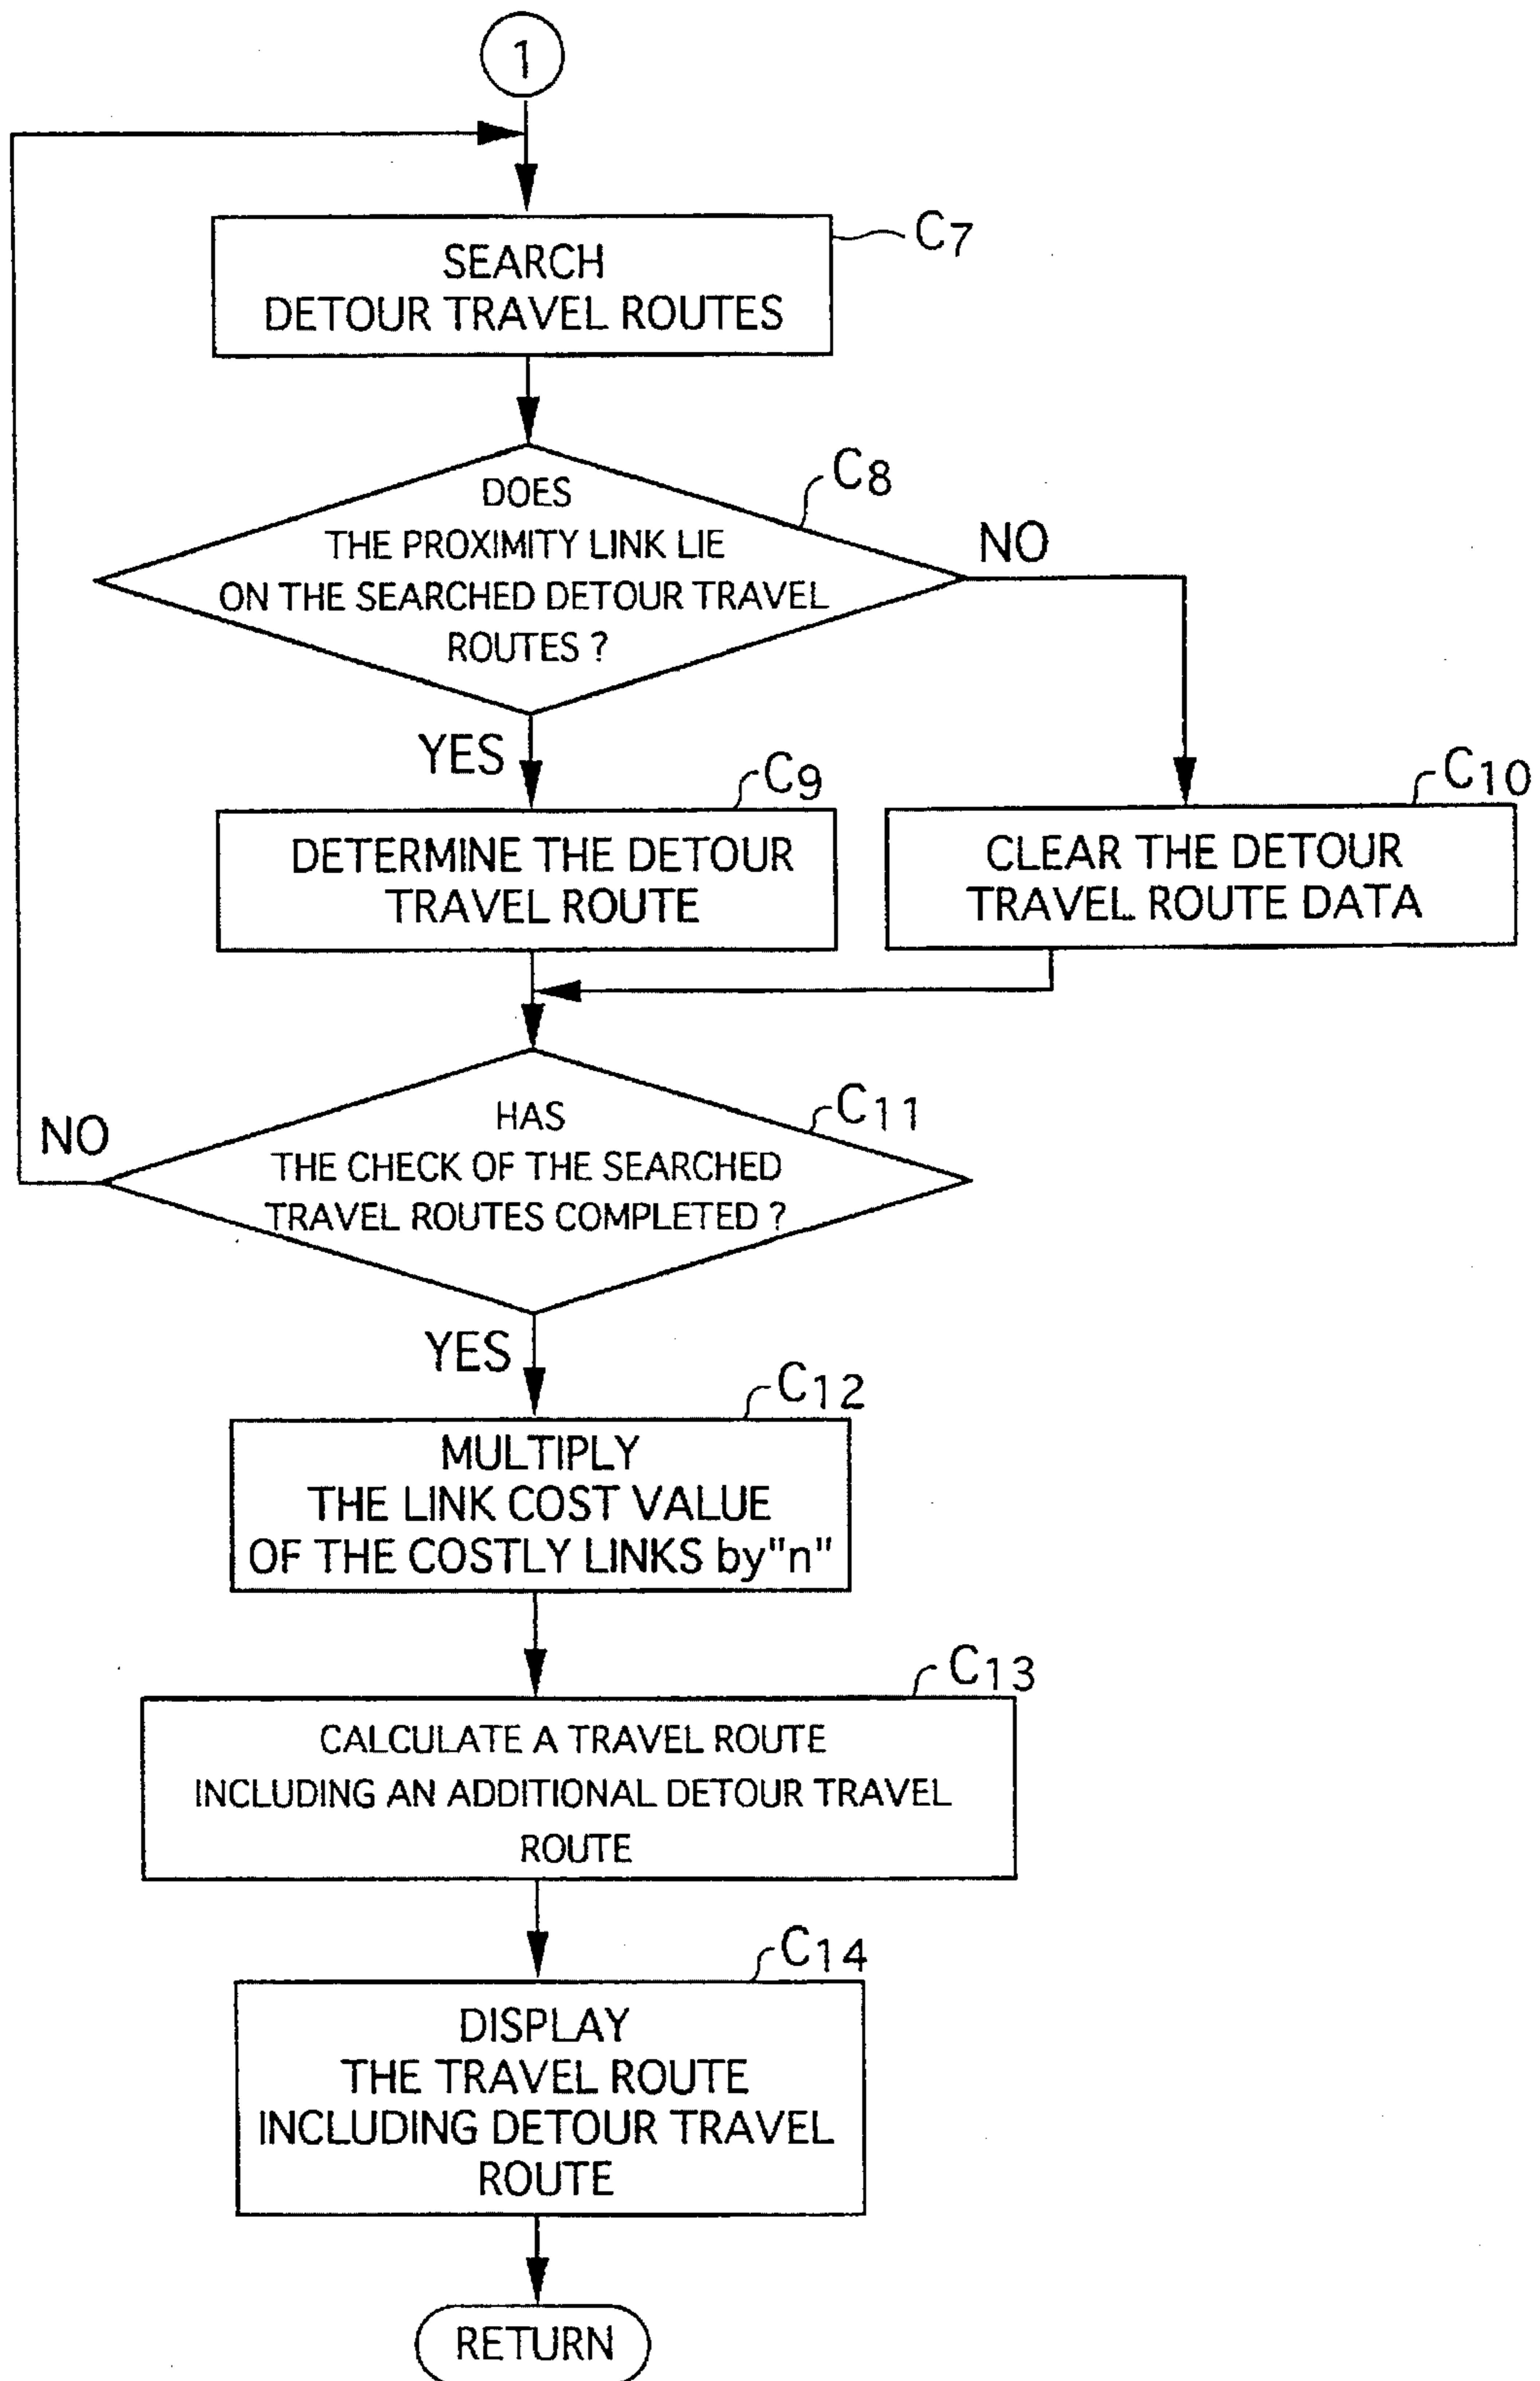 1
SEARCH
DETOUR TRAVEL ROUTES
C7
DOES
THE PROXIMITY LINK LIE
ON THE SEARCHED DETOUR TRAVEL
ROUTES ?
C8
NO
YES
C9
DETERMINE THE DETOUR
TRAVEL ROUTE
C10
CLEAR THE DETOUR
TRAVEL ROUTE DATA
HAS
THE CHECK OF THE SEARCHED
TRAVEL ROUTES COMPLETED ?
C11
NO
YES
C12
MULTIPLY
THE LINK COST VALUE
OF THE COSTLY LINKS by"n"
C13
CALCULATE A TRAVEL ROUTE
INCLUDING AN ADDITIONAL DETOUR TRAVEL
ROUTE
C14
DISPLAY
THE TRAVEL ROUTE
INCLUDING DETOUR TRAVEL
ROUTE
RETURN